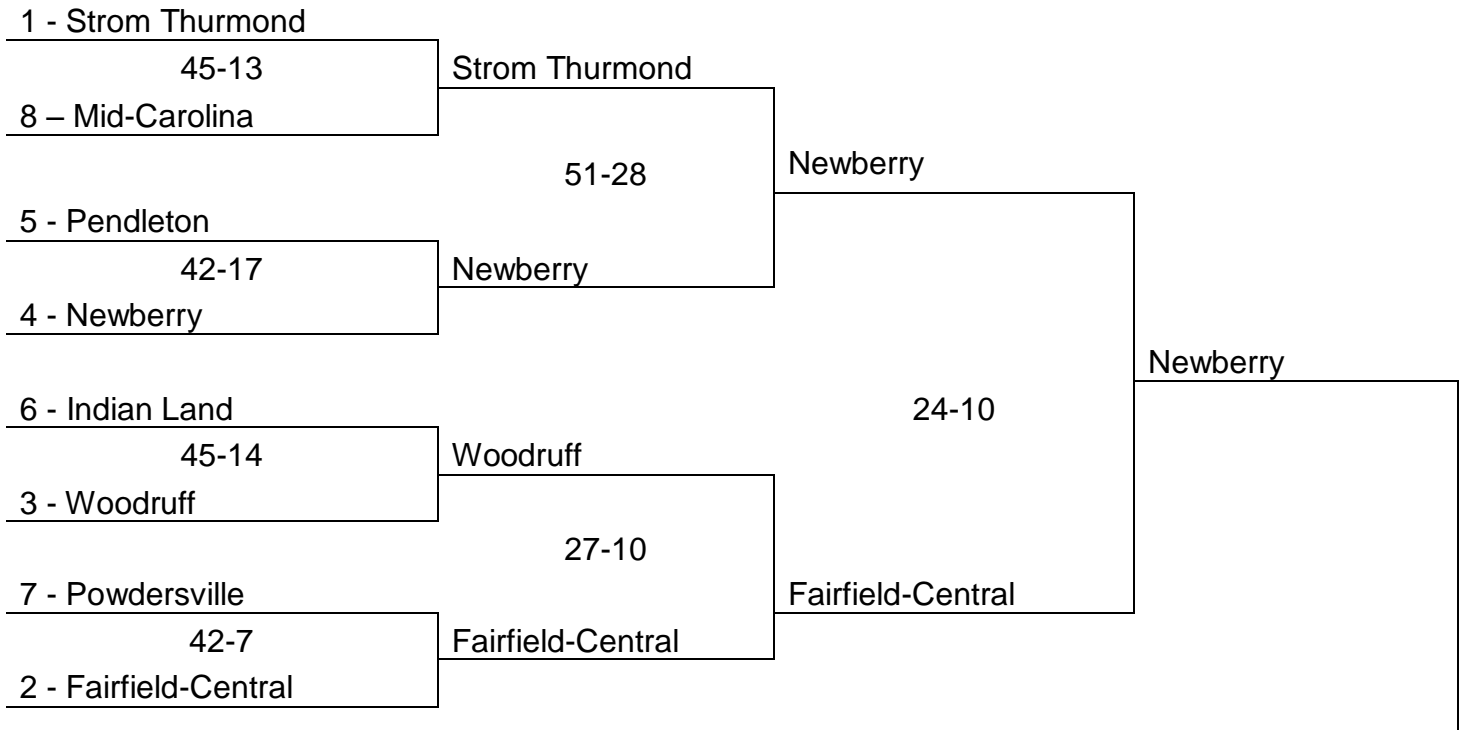 1 - Strom Thurmond
45-13
Strom Thurmond
8 – Mid-Carolina
51-28
Newberry
5 - Pendleton
42-17
Newberry
4 - Newberry
Newberry
6 - Indian Land
24-10
45-14
Woodruff
3 - Woodruff
27-10
7 - Powdersville
Fairfield-Central
42-7
Fairfield-Central
2 - Fairfield-Central